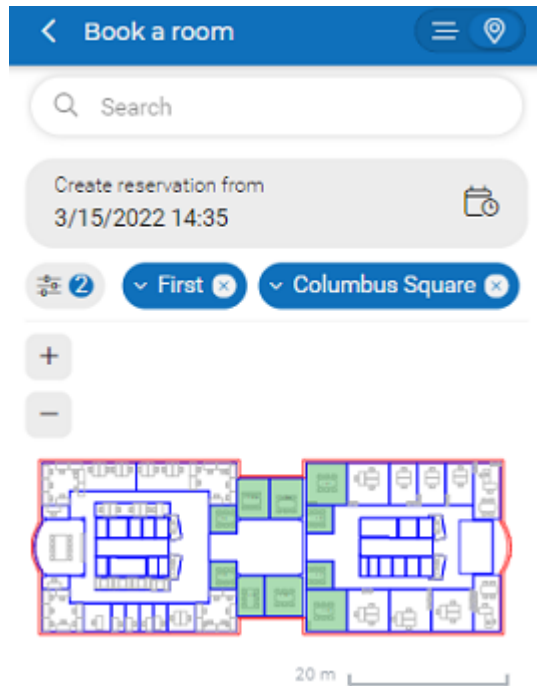 Book a room
Search
Create reservation from
3/15/2022 14:35
2
First
Columbus Square
+
−
20 m